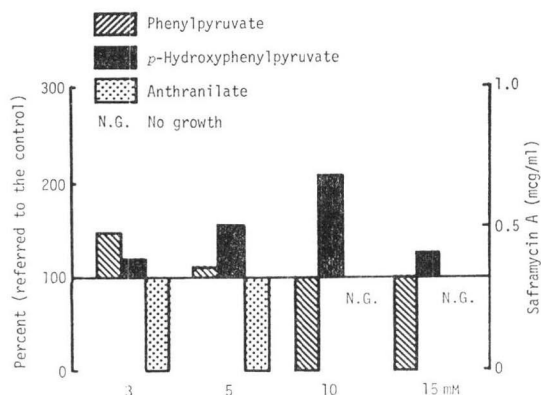 Phenylpyruvate
p-Hydroxyphenylpyruvate
Anthranilate
N.G. No growth
Percent (referred to the control)
300
200
100
0
1.0
0.5
0
Saframycin A (mcg/ml)
N.G.
N.G.
3
5
10
15 mM